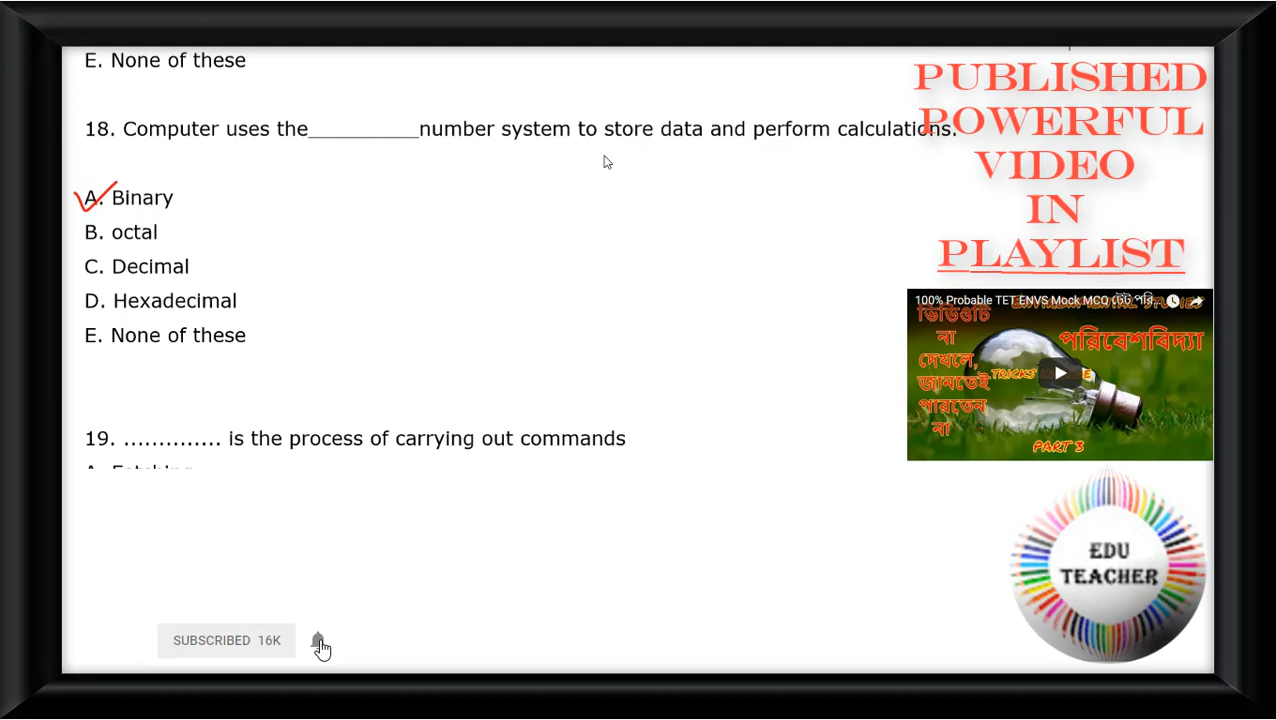 E. None of these
18. Computer uses the__________number system to store data and perform calculations.
A. Binary
B. octal
C. Decimal
D. Hexadecimal
E. None of these
19. .............. is the process of carrying out commands
A. Fetching
PUBLISHED
POWERFUL
VIDEO
IN
PLAYLIST
100% Probable TET ENVS Mock MCQ টেট পরি...
ভিডিওটি
না
দেখলে,
জানতেই
পারতেন
না
পরিবেশবিদ্যা
PART 3
EDU
TEACHER
SUBSCRIBED 16K